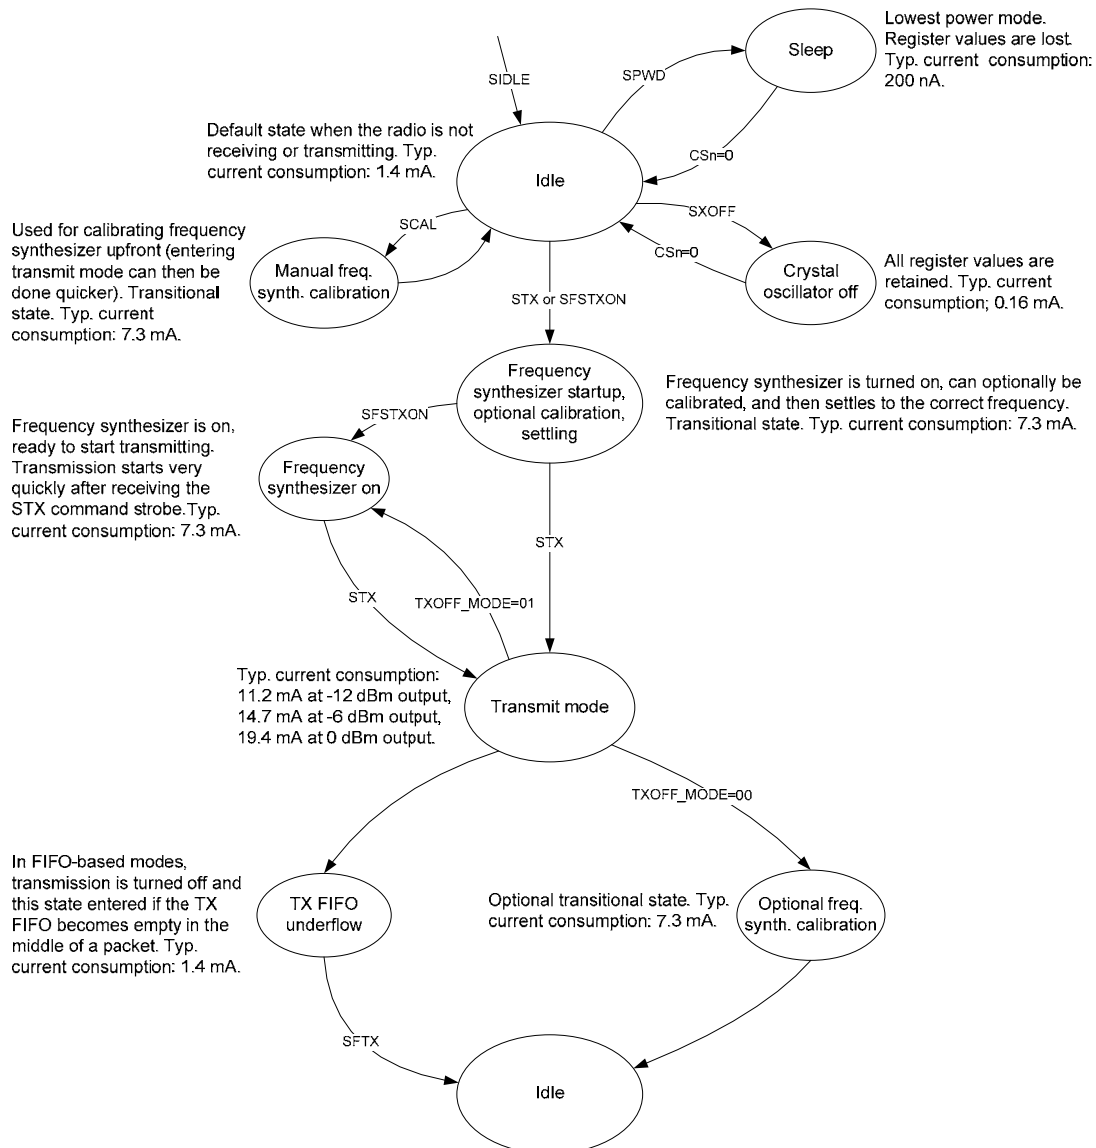 Sleep
Lowest power mode.
Register values are lost.
Typ. current consumption:
200 nA.
SIDLE
SPWD
CSn=0
Default state when the radio is not
receiving or transmitting. Typ.
current consumption: 1.4 mA.
Idle
SCAL
SXOFF
CSn=0
Used for calibrating frequency
synthesizer upfront (entering
transmit mode can then be
done quicker). Transitional
state. Typ. current
consumption: 7.3 mA.
Manual freq.
synth. calibration
Crystal
oscillator off
All register values are
retained. Typ. current
consumption; 0.16 mA.
STX or SFSTXON
Frequency
synthesizer startup,
optional calibration,
settling
Frequency synthesizer is turned on, can optionally be
calibrated, and then settles to the correct frequency.
Transitional state. Typ. current consumption: 7.3 mA.
SFSTXON
Frequency synthesizer is on,
ready to start transmitting.
Transmission starts very
quickly after receiving the
STX command strobe.Typ.
current consumption: 7.3 mA.
Frequency
synthesizer on
STX
STX
TXOFF_MODE=01
Typ. current consumption:
11.2 mA at -12 dBm output,
14.7 mA at -6 dBm output,
19.4 mA at 0 dBm output.
Transmit mode
TXOFF_MODE=00
In FIFO-based modes,
transmission is turned off and
this state entered if the TX
FIFO becomes empty in the
middle of a packet. Typ.
current consumption: 1.4 mA.
TX FIFO
underflow
Optional transitional state. Typ.
current consumption: 7.3 mA.
Optional freq.
synth. calibration
SFTX
Idle